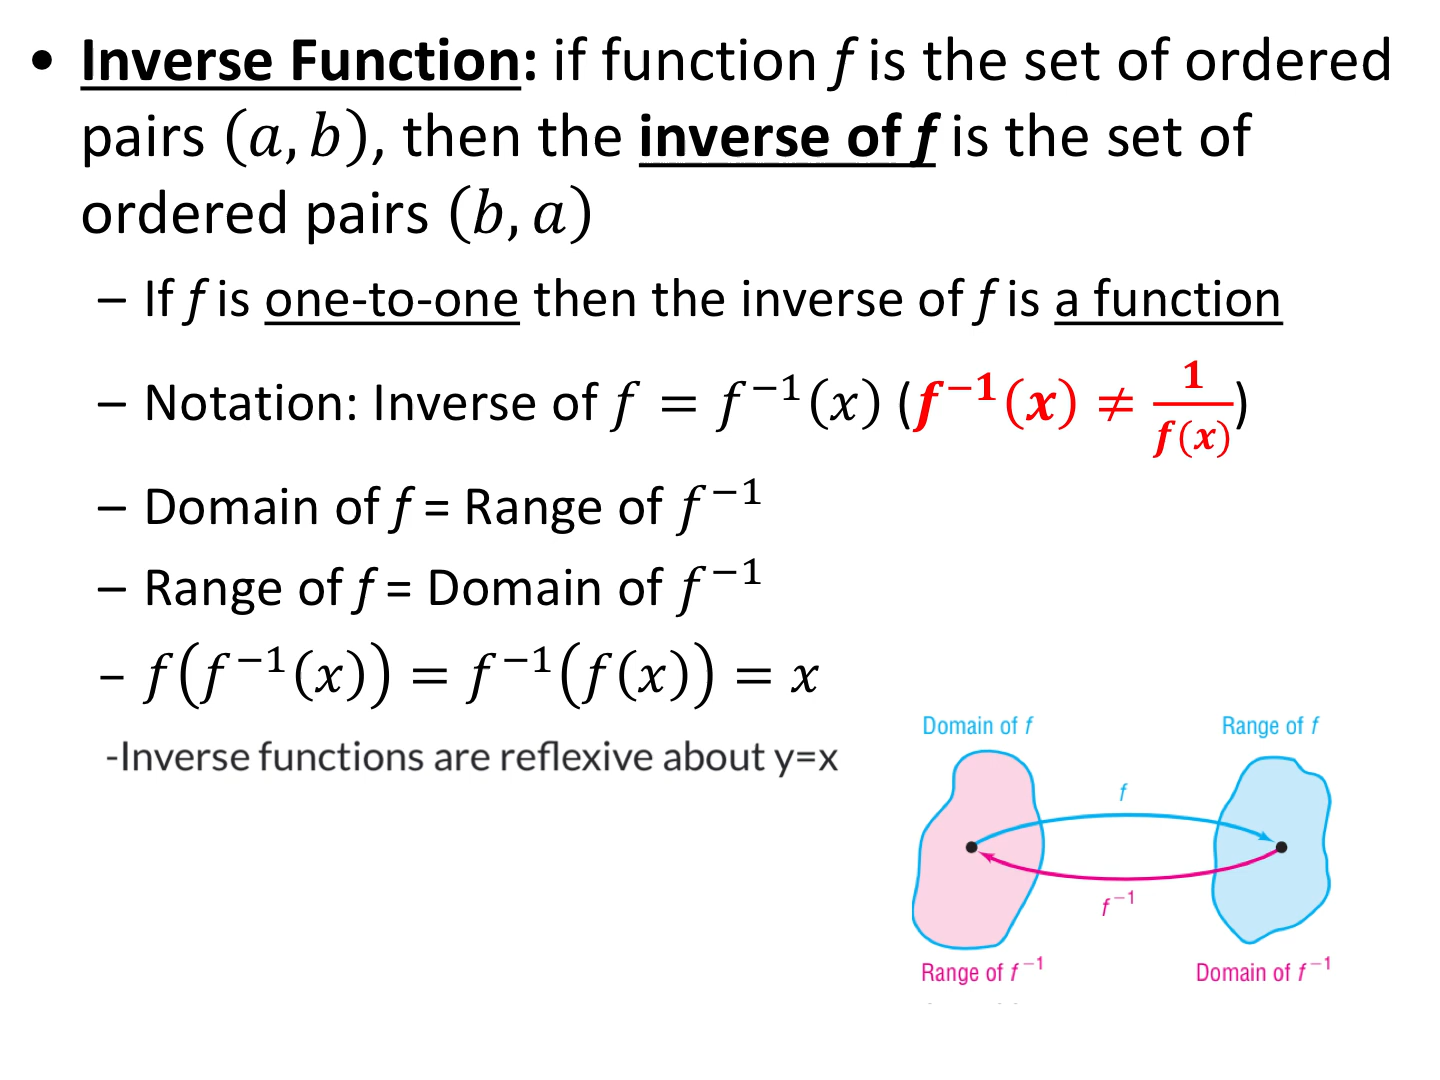 • Inverse Function: if function f is the set of ordered
pairs (a, b), then the inverse of f is the set of
ordered pairs (b, a)
– If f is one-to-one then the inverse of f is a function
– Notation: Inverse of f = f⁻¹(x) (f⁻¹(x) ≠ 1/f(x))
– Domain of f = Range of f⁻¹
– Range of f = Domain of f⁻¹
– f(f⁻¹(x)) = f⁻¹(f(x)) = x
-Inverse functions are reflexive about y=x
Domain of f
Range of f
f
f⁻¹
Range of f⁻¹
Domain of f⁻¹